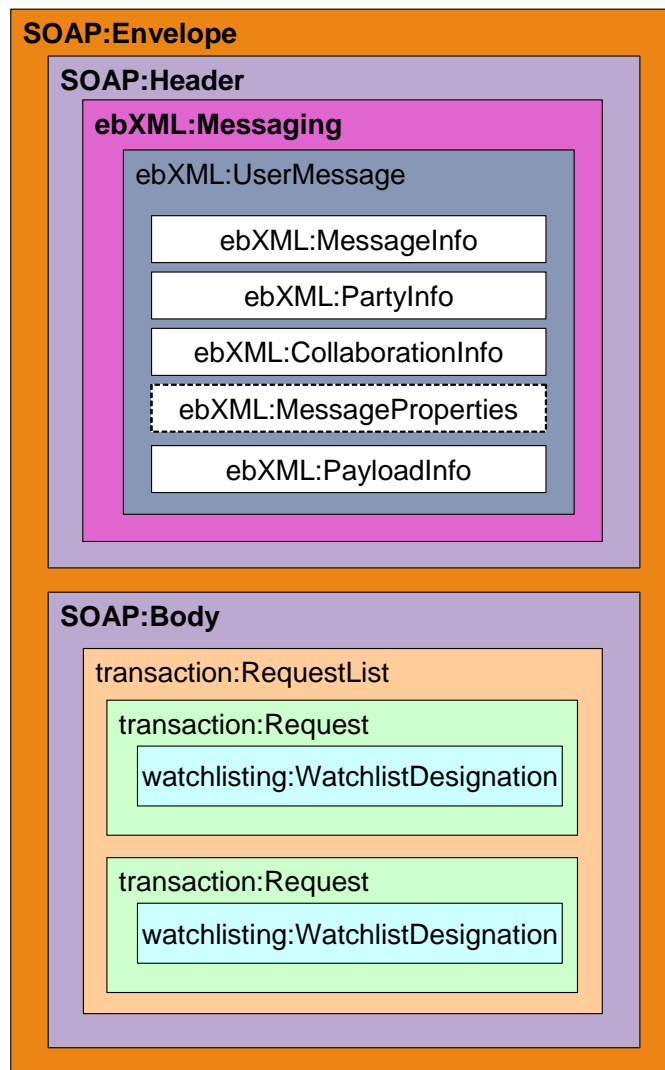 SOAP:Envelope
SOAP:Header
ebXML:Messaging
ebXML:UserMessage
ebXML:MessageInfo
ebXML:PartyInfo
ebXML:CollaborationInfo
ebXML:MessageProperties
ebXML:PayloadInfo
SOAP:Body
transaction:RequestList
transaction:Request
watchlisting:WatchlistDesignation
transaction:Request
watchlisting:WatchlistDesignation